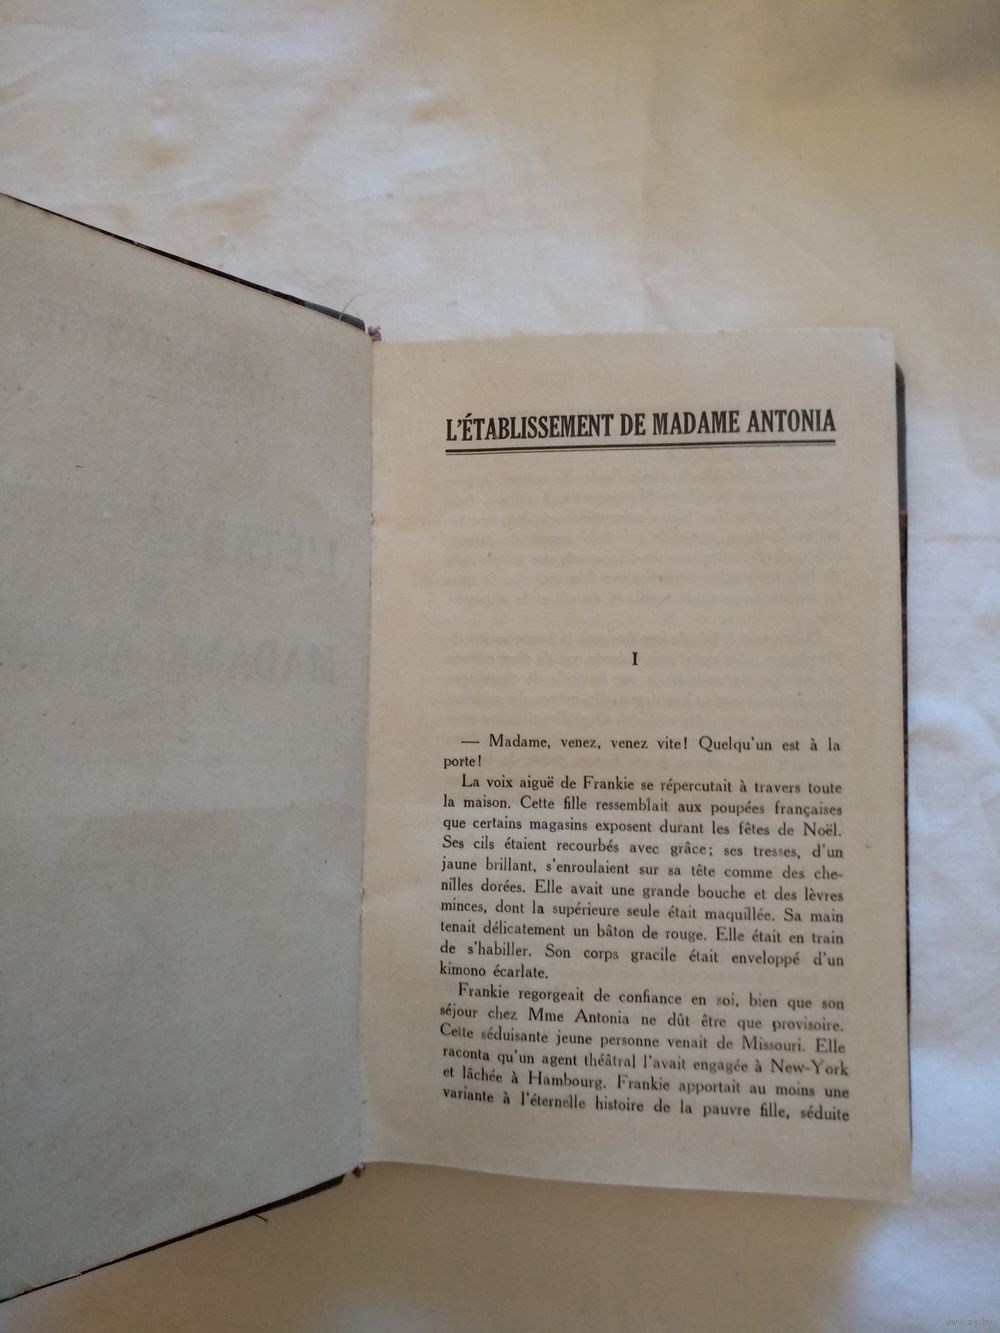 L'ÉTABLISSEMENT DE MADAME ANTONIA
I
— Madame, venez, venez vite! Quelqu'un est à la
porte!
La voix aiguë de Frankie se répercutait à travers toute
la maison. Cette fille ressemblait aux poupées françaises
que certains magasins exposent durant les fêtes de Noël.
Ses cils étaient recourbés avec grâce; ses tresses, d'un
jaune brillant, s'enroulaient sur sa tête comme des che-
nilles dorées. Elle avait une grande bouche et des lèvres
minces, dont la supérieure seule était maquillée. Sa main
tenait délicatement un bâton de rouge. Elle était en train
de s'habiller. Son corps gracile était enveloppé d'un
kimono écarlate.
Frankie regorgeait de confiance en soi, bien que son
séjour chez Mme Antonia ne dût être que provisoire.
Cette séduisante jeune personne venait de Missouri. Elle
raconta qu'un agent théâtral l'avait engagée à New-York
et lâchée à Hambourg. Frankie apportait au moins une
variante à l'éternelle histoire de la pauvre fille, séduite
www.ay.by